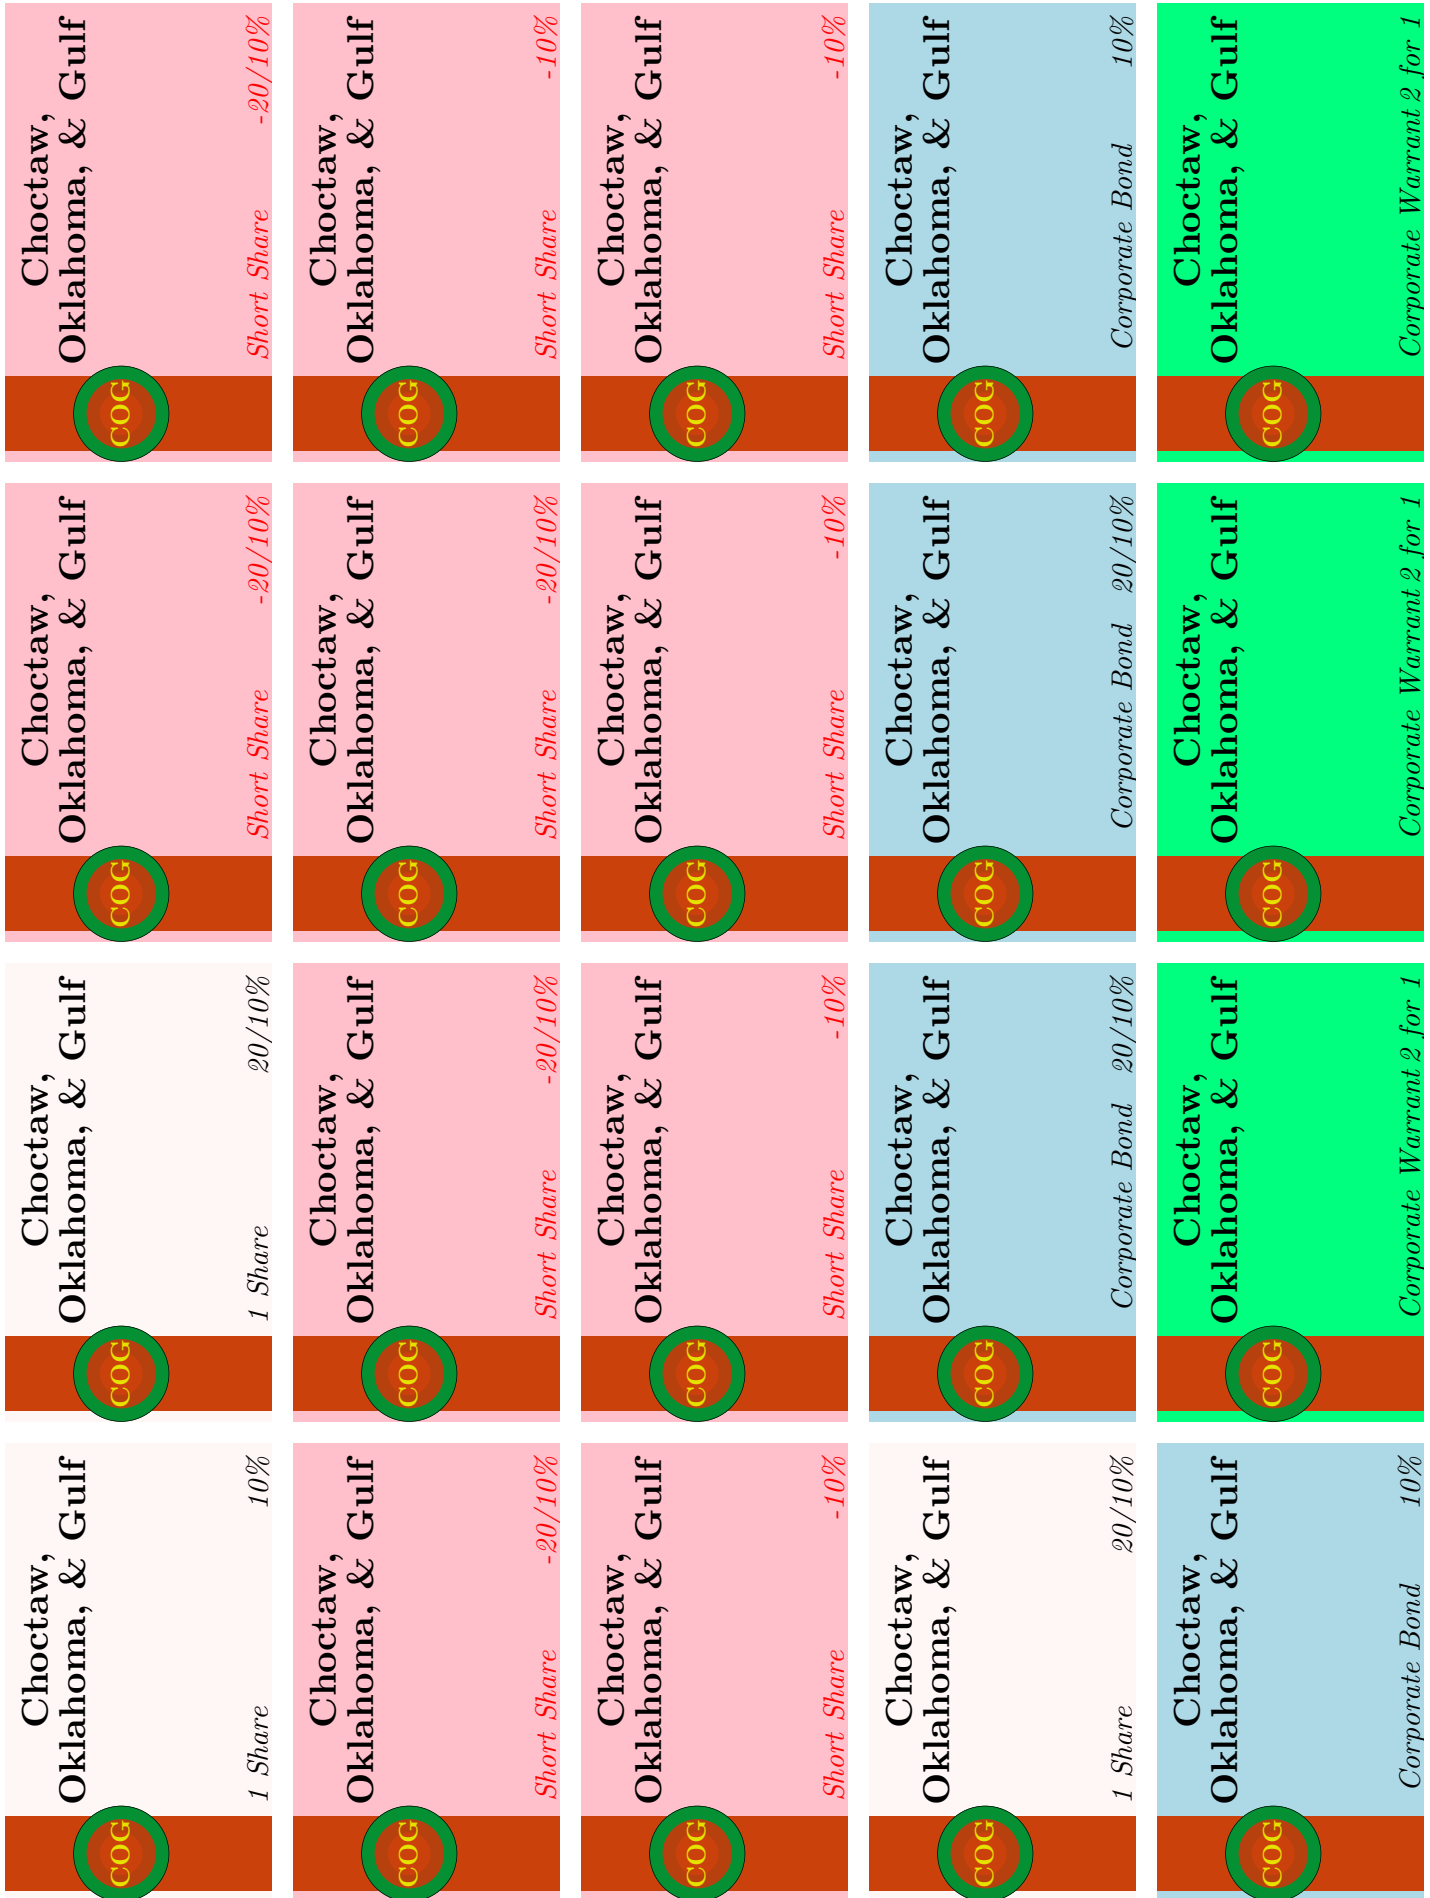 Choctaw,
Oklahoma, & Gulf
COG
1 Share 10%
Choctaw,
Oklahoma, & Gulf
COG
1 Share 20/10%
Choctaw,
Oklahoma, & Gulf
COG
Short Share -20/10%
Choctaw,
Oklahoma, & Gulf
COG
Short Share -20/10%
Choctaw,
Oklahoma, & Gulf
COG
Short Share -20/10%
Choctaw,
Oklahoma, & Gulf
COG
Short Share -20/10%
Choctaw,
Oklahoma, & Gulf
COG
Short Share -20/10%
Choctaw,
Oklahoma, & Gulf
COG
Short Share -10%
Choctaw,
Oklahoma, & Gulf
COG
Short Share -10%
Choctaw,
Oklahoma, & Gulf
COG
Short Share -10%
Choctaw,
Oklahoma, & Gulf
COG
Short Share -10%
Choctaw,
Oklahoma, & Gulf
COG
Short Share -10%
Choctaw,
Oklahoma, & Gulf
COG
1 Share 20/10%
Choctaw,
Oklahoma, & Gulf
COG
Corporate Bond 20/10%
Choctaw,
Oklahoma, & Gulf
COG
Corporate Bond 20/10%
Choctaw,
Oklahoma, & Gulf
COG
Corporate Bond 10%
Choctaw,
Oklahoma, & Gulf
COG
Corporate Bond 10%
Choctaw,
Oklahoma, & Gulf
COG
Corporate Warrant 2 for 1
Choctaw,
Oklahoma, & Gulf
COG
Corporate Warrant 2 for 1
Choctaw,
Oklahoma, & Gulf
COG
Corporate Warrant 2 for 1